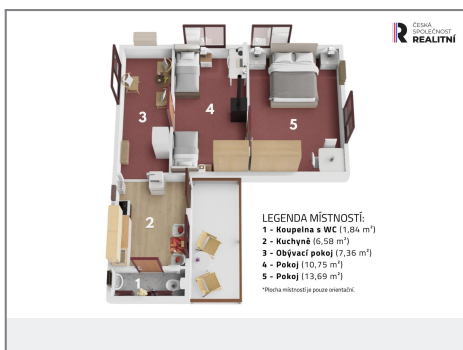 ČESKÁ
SPOLEČNOST
REALITNÍ
3
4
5
2
1
LEGENDA MÍSTNOSTÍ:
1 - Koupelna s WC (1,84 m²)
2 - Kuchyně (6,58 m²)
3 - Obývací pokoj (7,36 m²)
4 - Pokoj (10,75 m²)
5 - Pokoj (13,69 m²)
*Plocha místností je pouze orientační.